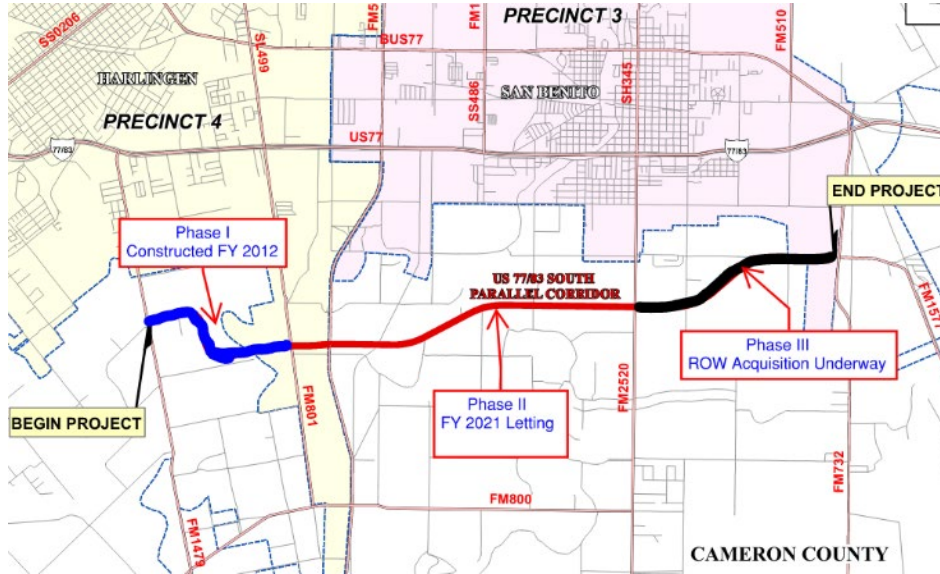 SS0206
SL499
FM5
BUS77
FM1
PRECINCT 3
FM510
HARLINGEN
SS486
SAN BENITO
SH345
PRECINCT 4
US77
77/83
77/83
END PROJECT
Phase I
Constructed FY 2012
US 77/83 SOUTH
PARALLEL CORRIDOR
FM1577
Phase III
ROW Acquisition Underway
BEGIN PROJECT
FM801
Phase II
FY 2021 Letting
FM2520
FM732
FM800
FM1479
CAMERON COUNTY